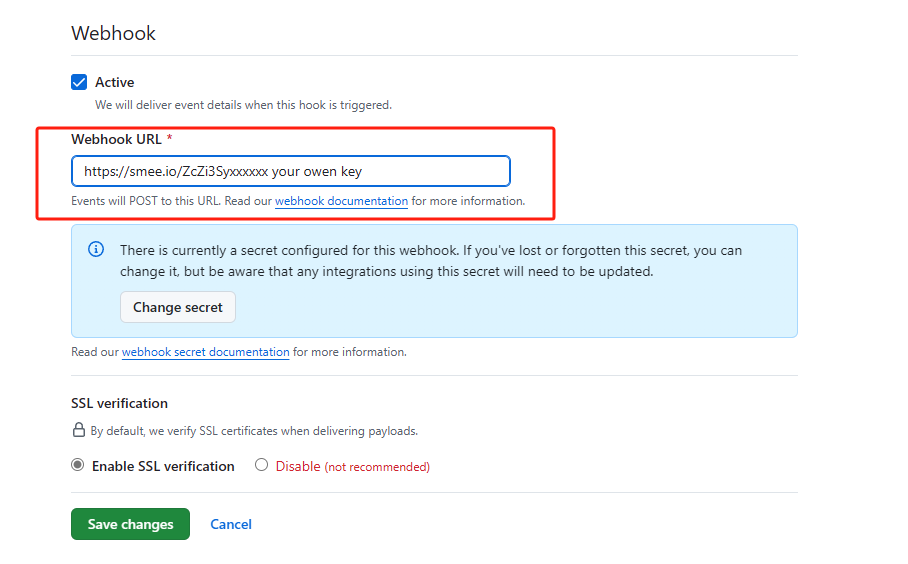 Webhook
Active
We will deliver event details when this hook is triggered.
Webhook URL *
https://smee.io/ZcZi3Syxxxxxx your owen key
Events will POST to this URL. Read our webhook documentation for more information.
There is currently a secret configured for this webhook. If you've lost or forgotten this secret, you can
change it, but be aware that any integrations using this secret will need to be updated.
Change secret
Read our webhook secret documentation for more information.
SSL verification
By default, we verify SSL certificates when delivering payloads.
Enable SSL verification Disable (not recommended)
Save changes Cancel